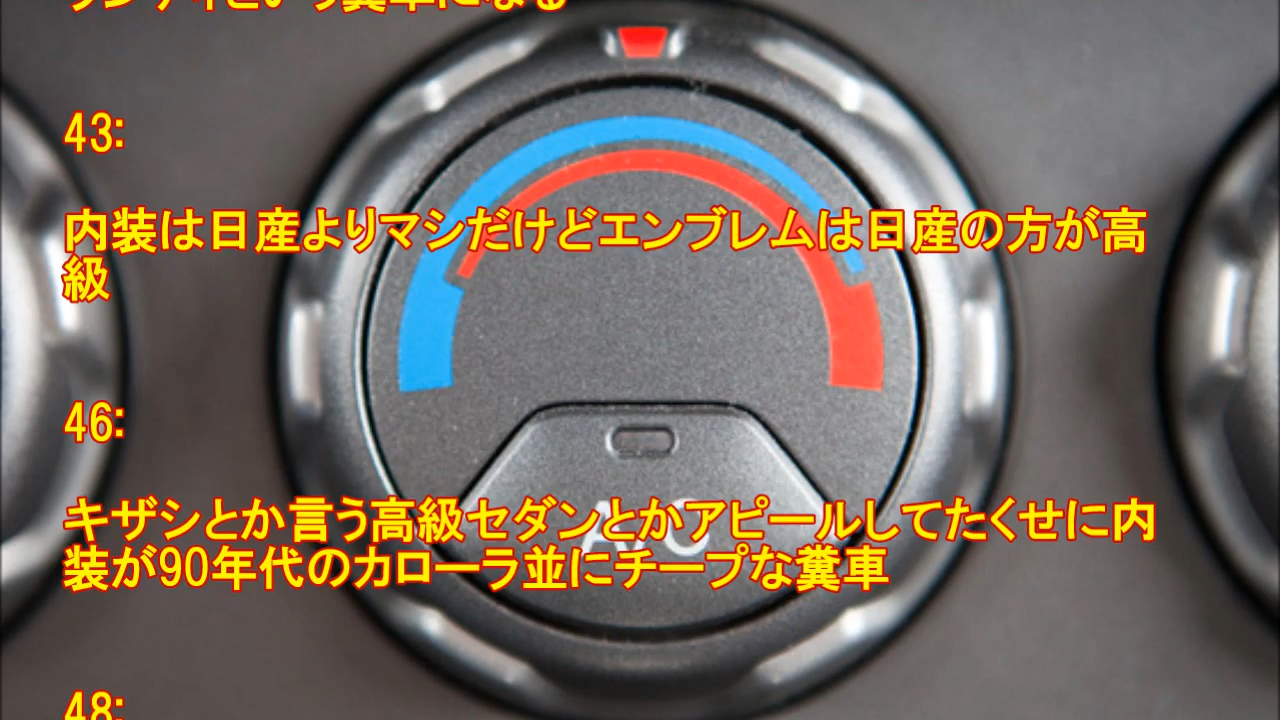 43:
内装は日産よりマシだけどエンブレムは日産の方が高
級
46:
キザシとか言う高級セダンとかアピールしてたくせに内
装が90年代のカローラ並にチープな糞車
48:
A/C